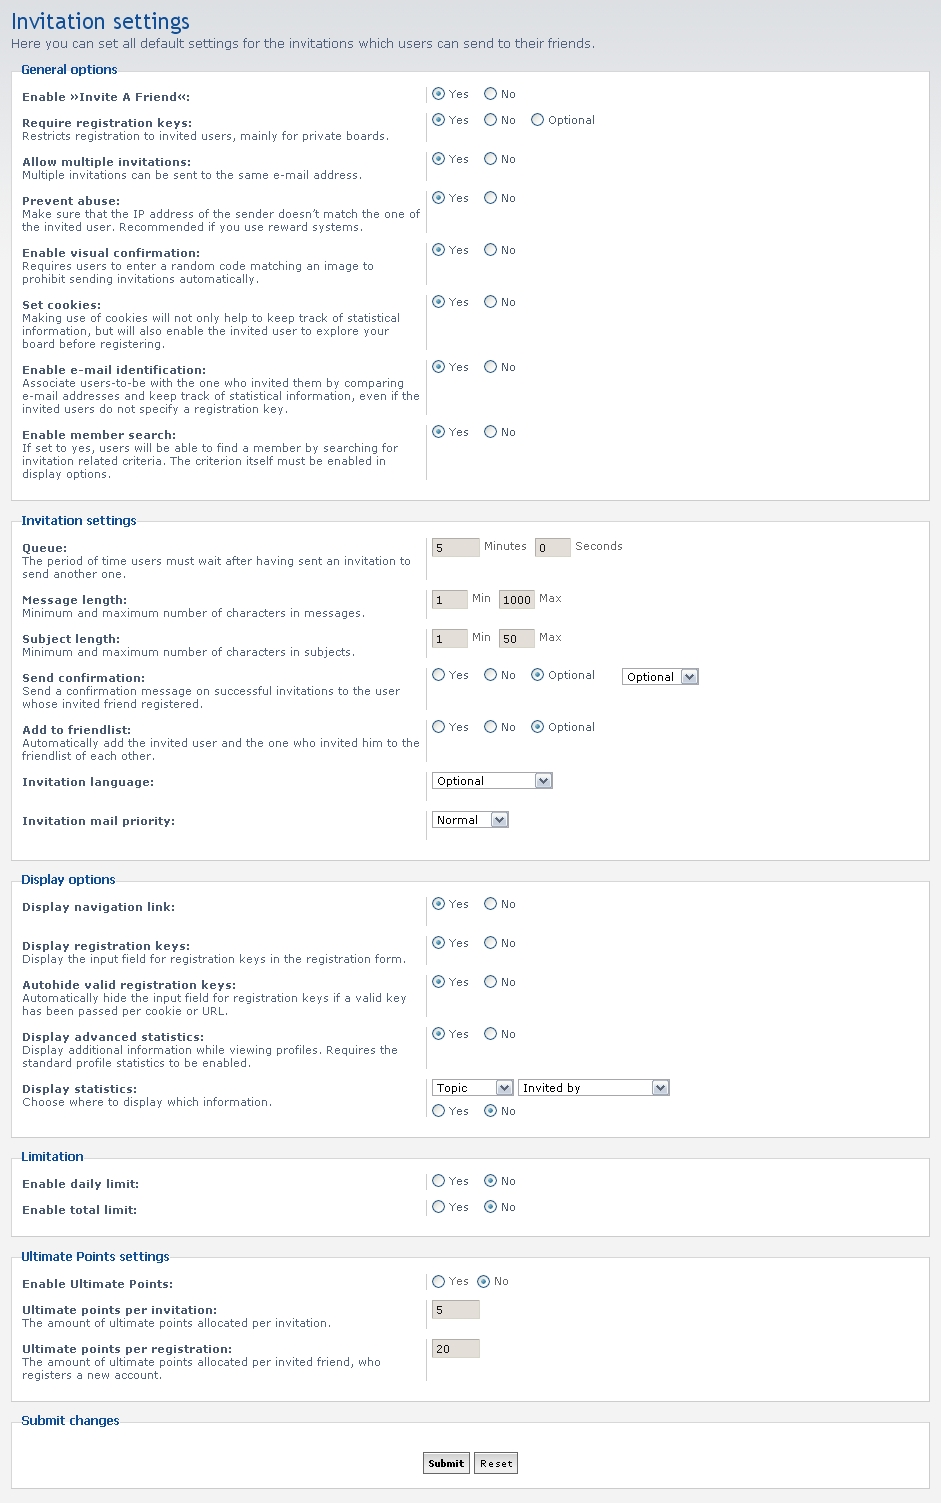 Invitation settings
Here you can set all default settings for the invitations which users can send to their friends.
General options
Enable »Invite A Friend«: Yes No
Require registration keys: Yes No Optional
Restricts registration to invited users, mainly for private boards.
Allow multiple invitations: Yes No
Multiple invitations can be sent to the same e-mail address.
Prevent abuse: Yes No
Make sure that the IP address of the sender doesn't match the one of
the invited user. Recommended if you use reward systems.
Enable visual confirmation: Yes No
Requires users to enter a random code matching an image to
prohibit sending invitations automatically.
Set cookies: Yes No
Making use of cookies will not only help to keep track of statistical
information, but will also enable the invited user to explore your
board before registering.
Enable e-mail identification: Yes No
Associate users-to-be with the one who invited them by comparing
e-mail addresses and keep track of statistical information, even if the
invited users do not specify a registration key.
Enable member search: Yes No
If set to yes, users will be able to find a member by searching for
invitation related criteria. The criterion itself must be enabled in
display options.
Invitation settings
Queue: 5 Minutes 0 Seconds
The period of time users must wait after having sent an invitation to
send another one.
Message length: 1 Min 1000 Max
Minimum and maximum number of characters in messages.
Subject length: 1 Min 50 Max
Minimum and maximum number of characters in subjects.
Send confirmation: Yes No Optional Optional
Send a confirmation message on successful invitations to the user
whose invited friend registered.
Add to friendlist: Yes No Optional
Automatically add the invited user and the one who invited him to the
friendlist of each other.
Invitation language: Optional
Invitation mail priority: Normal
Display options
Display navigation link: Yes No
Display registration keys: Yes No
Display the input field for registration keys in the registration form.
Autohide valid registration keys: Yes No
Automatically hide the input field for registration keys if a valid key
has been passed per cookie or URL.
Display advanced statistics: Yes No
Display additional information while viewing profiles. Requires the
standard profile statistics to be enabled.
Display statistics: Topic Invited by
Choose where to display which information.
Yes No
Limitation
Enable daily limit: Yes No
Enable total limit: Yes No
Ultimate Points settings
Enable Ultimate Points: Yes No
Ultimate points per invitation: 5
The amount of ultimate points allocated per invitation.
Ultimate points per registration: 20
The amount of ultimate points allocated per invited friend, who
registers a new account.
Submit changes
Submit Reset